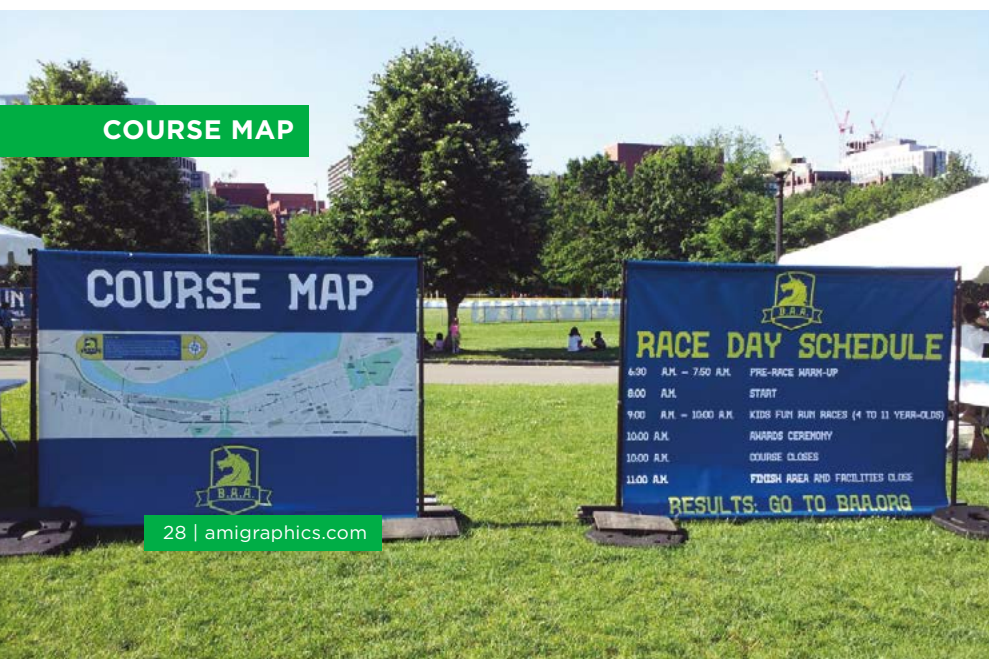 COURSE MAP
COURSE MAP
B.A.A.
28 | amigraphics.com
B.A.A.
RACE DAY SCHEDULE
6:30 A.M. – 7:50 A.M. PRE-RACE WARM-UP
8:00 A.M. START
9:00 A.M. – 10:00 A.M. KIDS FUN RUN RACES (4 TO 11 YEAR-OLDS)
10:00 A.M. AWARDS CEREMONY
10:00 A.M. COURSE CLOSES
11:00 A.M. FINISH AREA AND FACILITIES CLOSE
RESULTS: GO TO BAA.ORG